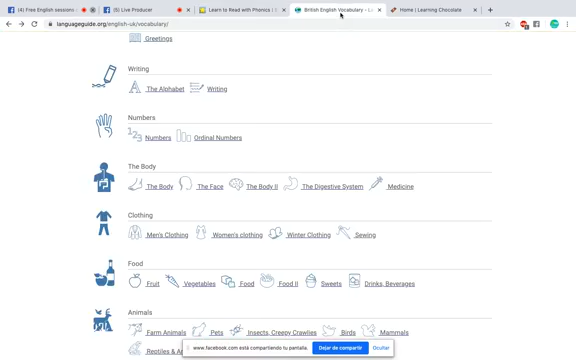 (4) Free English sessions
(5) Live Producer
Learn to Read with Phonics | S
British English Vocabulary - La
Home | Learning Chocolate
languageguide.org/english-uk/vocabulary/
Greetings
Writing
The Alphabet Writing
Numbers
123 Numbers Ordinal Numbers
The Body
The Body The Face The Body II The Digestive System Medicine
Clothing
Men's Clothing Women's clothing Winter Clothing Sewing
Food
Fruit Vegetables Food Food II Sweets Drinks, Beverages
Animals
Farm Animals Pets Insects, Creepy Crawlies Birds Mammals
Reptiles & A
www.facebook.com está compartiendo tu pantalla. Dejar de compartir Ocultar